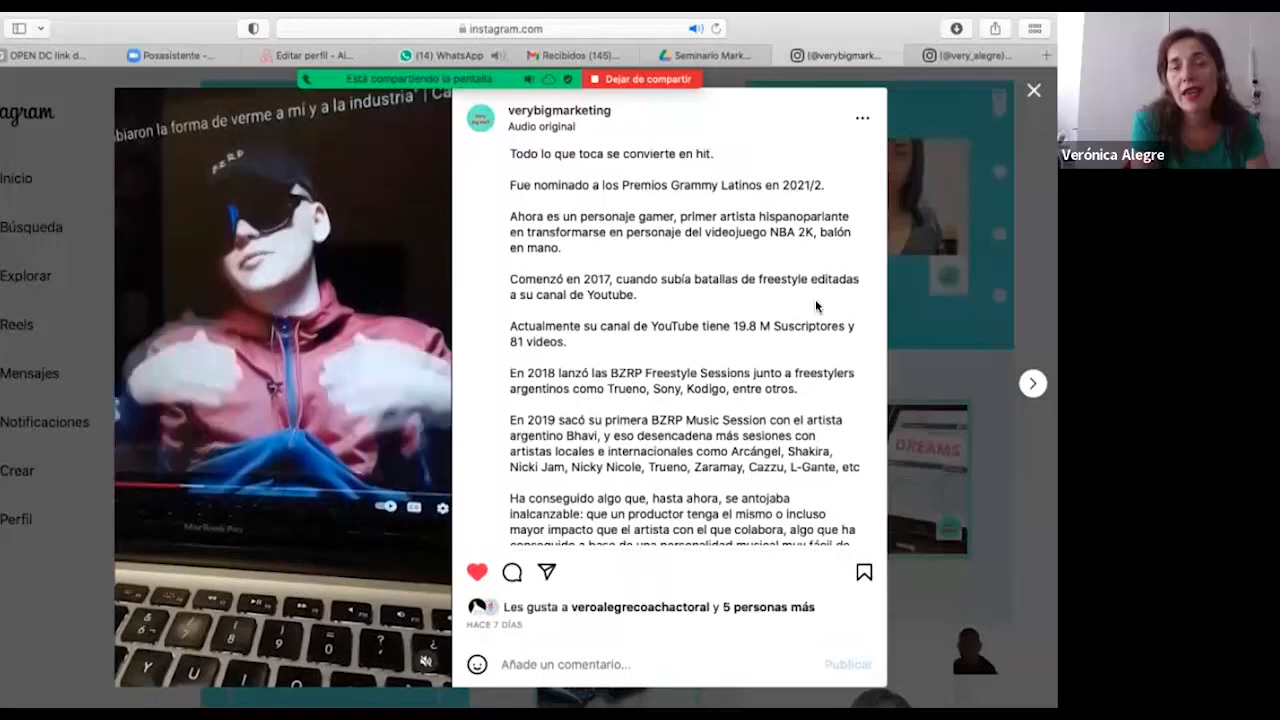 instagram.com
OPEN DC link d...
Posasistente -...
Editar perfil - Ai...
(14) WhatsApp
Recibidos (145)...
Seminario Mark...
(@verybigmark...
(@very_alegre)...
Está compartiendo la pantalla
Dejar de compartir
Verónica Alegre
agram
Inicio
Búsqueda
Explorar
Reels
Mensajes
Notificaciones
Crear
Perfil
biaron la forma de verme a mí y a la industria" | Ca
BZRP
MacBook Pro
verybigmarketing
Audio original
Todo lo que toca se convierte en hit.
Fue nominado a los Premios Grammy Latinos en 2021/2.
Ahora es un personaje gamer, primer artista hispanoparlante
en transformarse en personaje del videojuego NBA 2K, balón
en mano.
Comenzó en 2017, cuando subía batallas de freestyle editadas
a su canal de Youtube.
Actualmente su canal de YouTube tiene 19.8 M Suscriptores y
81 videos.
En 2018 lanzó las BZRP Freestyle Sessions junto a freestylers
argentinos como Trueno, Sony, Kodigo, entre otros.
En 2019 sacó su primera BZRP Music Session con el artista
argentino Bhavi, y eso desencadena más sesiones con
artistas locales e internacionales como Arcángel, Shakira,
Nicki Jam, Nicky Nicole, Trueno, Zaramay, Cazzu, L-Gante, etc
Ha conseguido algo que, hasta ahora, se antojaba
inalcanzable: que un productor tenga el mismo o incluso
mayor impacto que el artista con el que colabora, algo que ha
conseguido a base de una personalidad musical muy fácil de
Les gusta a veroalegrecoachactoral y 5 personas más
HACE 7 DÍAS
Añade un comentario...
Publicar
DREAMS
6
7
8
9
0
?
¿
Y
U
I
O